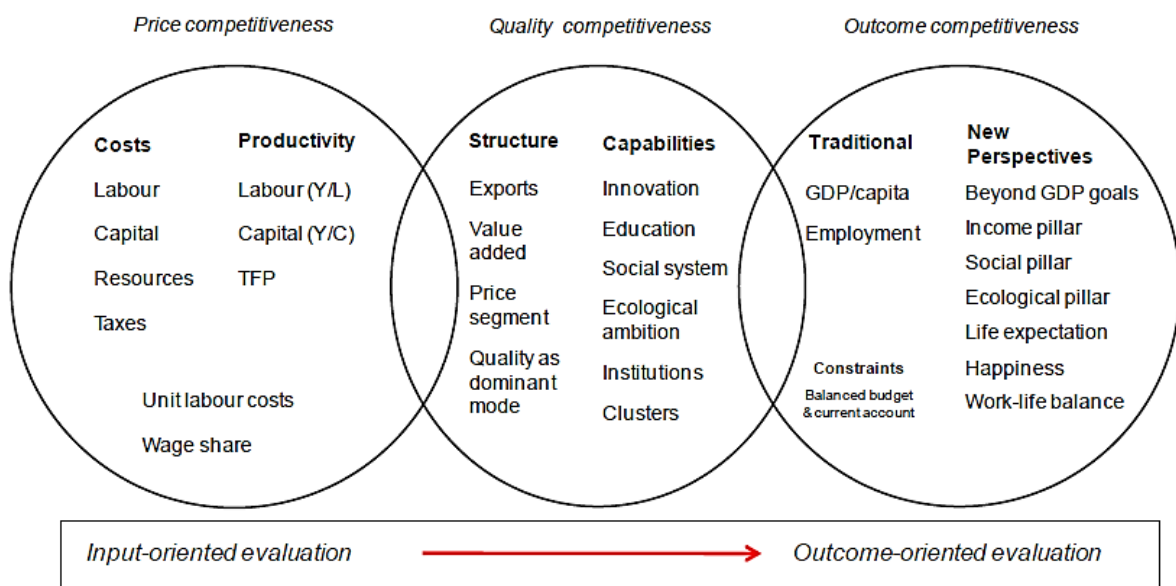 Price competitiveness
Quality competitiveness
Outcome competitiveness
Costs
Labour
Capital
Resources
Taxes
Productivity
Labour (Y/L)
Capital (Y/C)
TFP
Unit labour costs
Wage share
Structure
Exports
Value
added
Price
segment
Quality as
dominant
mode
Capabilities
Innovation
Education
Social system
Ecological
ambition
Institutions
Clusters
Traditional
GDP/capita
Employment
Constraints
Balanced budget
& current account
New
Perspectives
Beyond GDP goals
Income pillar
Social pillar
Ecological pillar
Life expectation
Happiness
Work-life balance
Input-oriented evaluation
Outcome-oriented evaluation